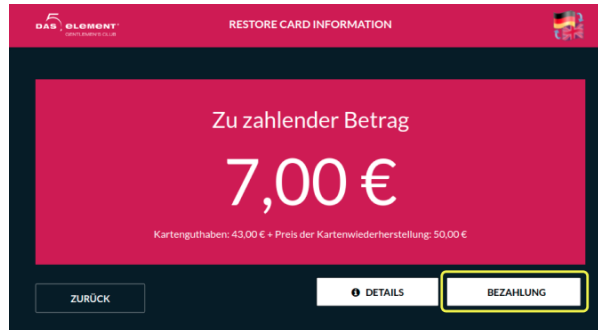 5.
DAS ELEMENT
GENTLEMEN'S CLUB
RESTORE CARD INFORMATION
Zu zahlender Betrag
7,00 €
Kartenguthaben: 43,00 € + Preis der Kartenwiederherstellung: 50,00 €
ZURÜCK
DETAILS
BEZAHLUNG